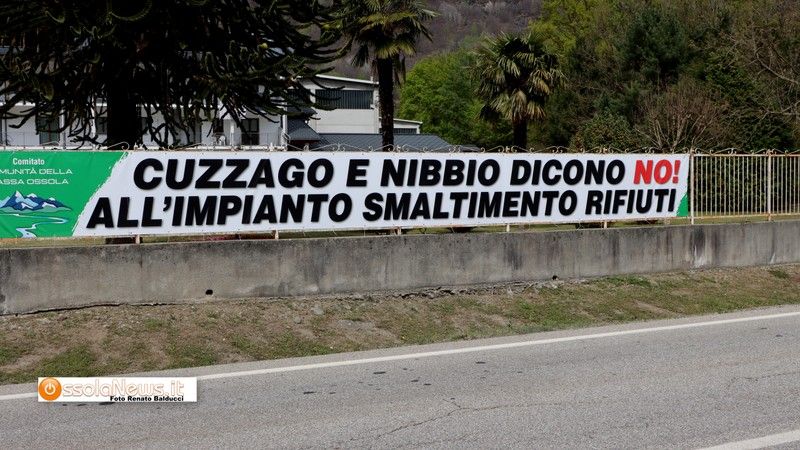 Comitato
MUNITÀ DELLA
ASSA OSSOLA
CUZZAGO E NIBBIO DICONO NO!
ALL'IMPIANTO SMALTIMENTO RIFIUTI
OssolaNews.it
Foto Renato Balducci